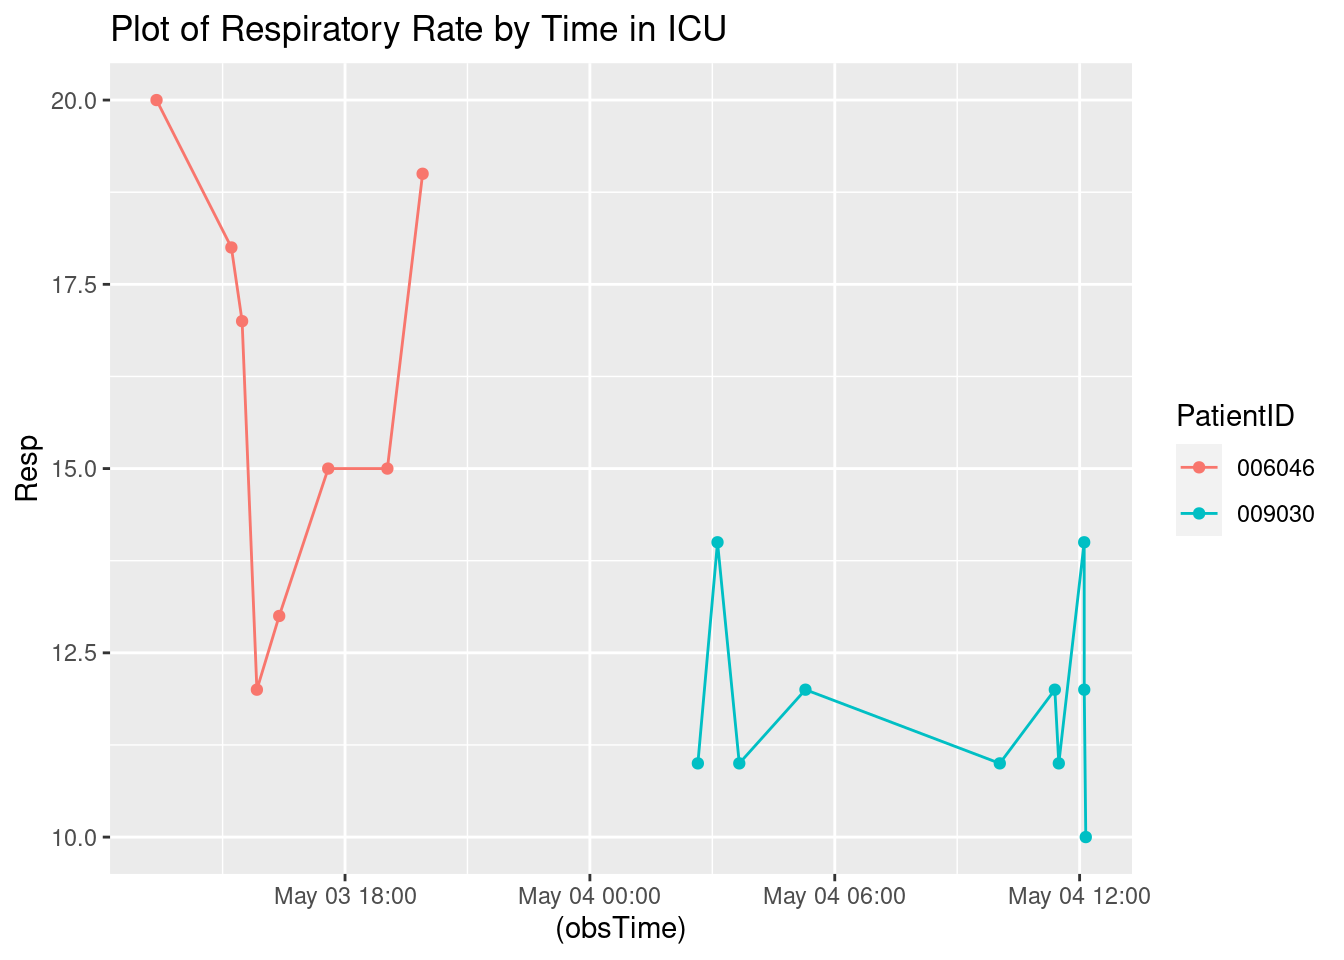 Plot of Respiratory Rate by Time in ICU
20.0
17.5
15.0
12.5
10.0
Resp
May 03 18:00
May 04 00:00
May 04 06:00
May 04 12:00
(obsTime)
PatientID
006046
009030